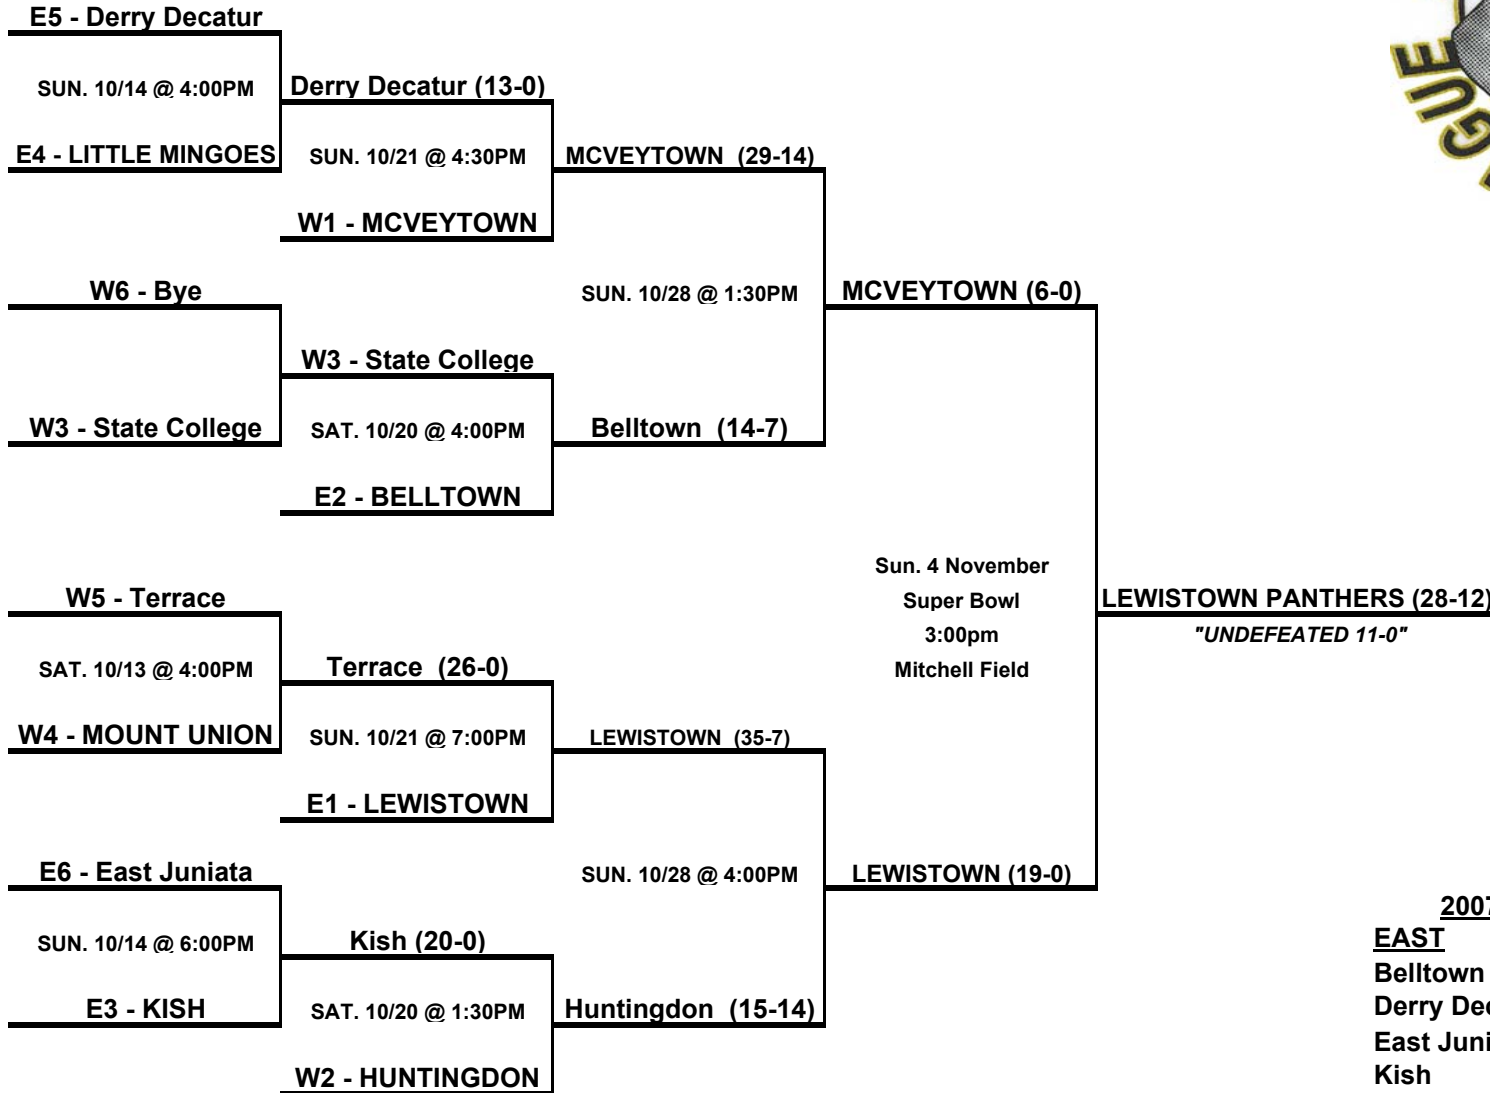 E5 - Derry Decatur
SUN. 10/14 @ 4:00PM
Derry Decatur (13-0)
E4 - LITTLE MINGOES
SUN. 10/21 @ 4:30PM
MCVEYTOWN (29-14)
W1 - MCVEYTOWN
W6 - Bye
SUN. 10/28 @ 1:30PM
MCVEYTOWN (6-0)
W3 - State College
W3 - State College
SAT. 10/20 @ 4:00PM
Belltown (14-7)
E2 - BELLTOWN
Sun. 4 November
Super Bowl
3:00pm
Mitchell Field
W5 - Terrace
LEWISTOWN PANTHERS (28-12)
"UNDEFEATED 11-0"
SAT. 10/13 @ 4:00PM
Terrace (26-0)
W4 - MOUNT UNION
SUN. 10/21 @ 7:00PM
LEWISTOWN (35-7)
E1 - LEWISTOWN
E6 - East Juniata
SUN. 10/28 @ 4:00PM
LEWISTOWN (19-0)
SUN. 10/14 @ 6:00PM
Kish (20-0)
E3 - KISH
SAT. 10/20 @ 1:30PM
Huntingdon (15-14)
W2 - HUNTINGDON
2007
EAST
Belltown
Derry Dec
East Juni
Kish